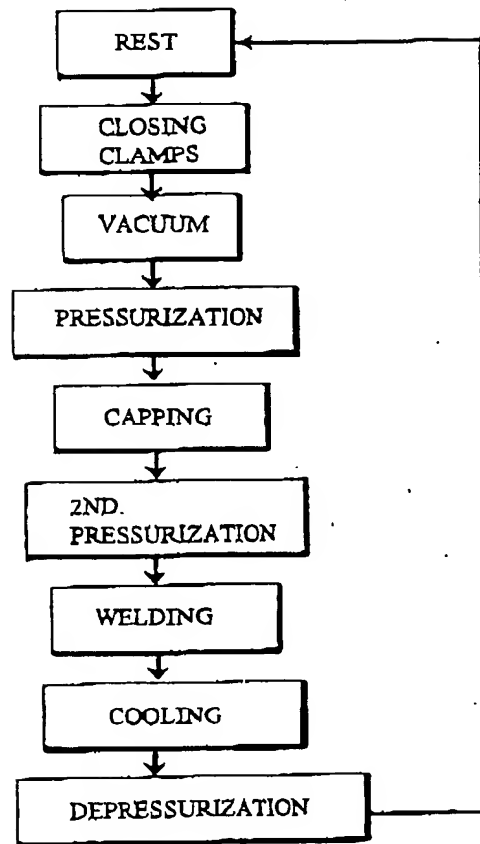 REST
CLOSING
CLAMPS
VACUUM
PRESSURIZATION
CAPPING
2ND.
PRESSURIZATION
WELDING
COOLING
DEPRESSURIZATION